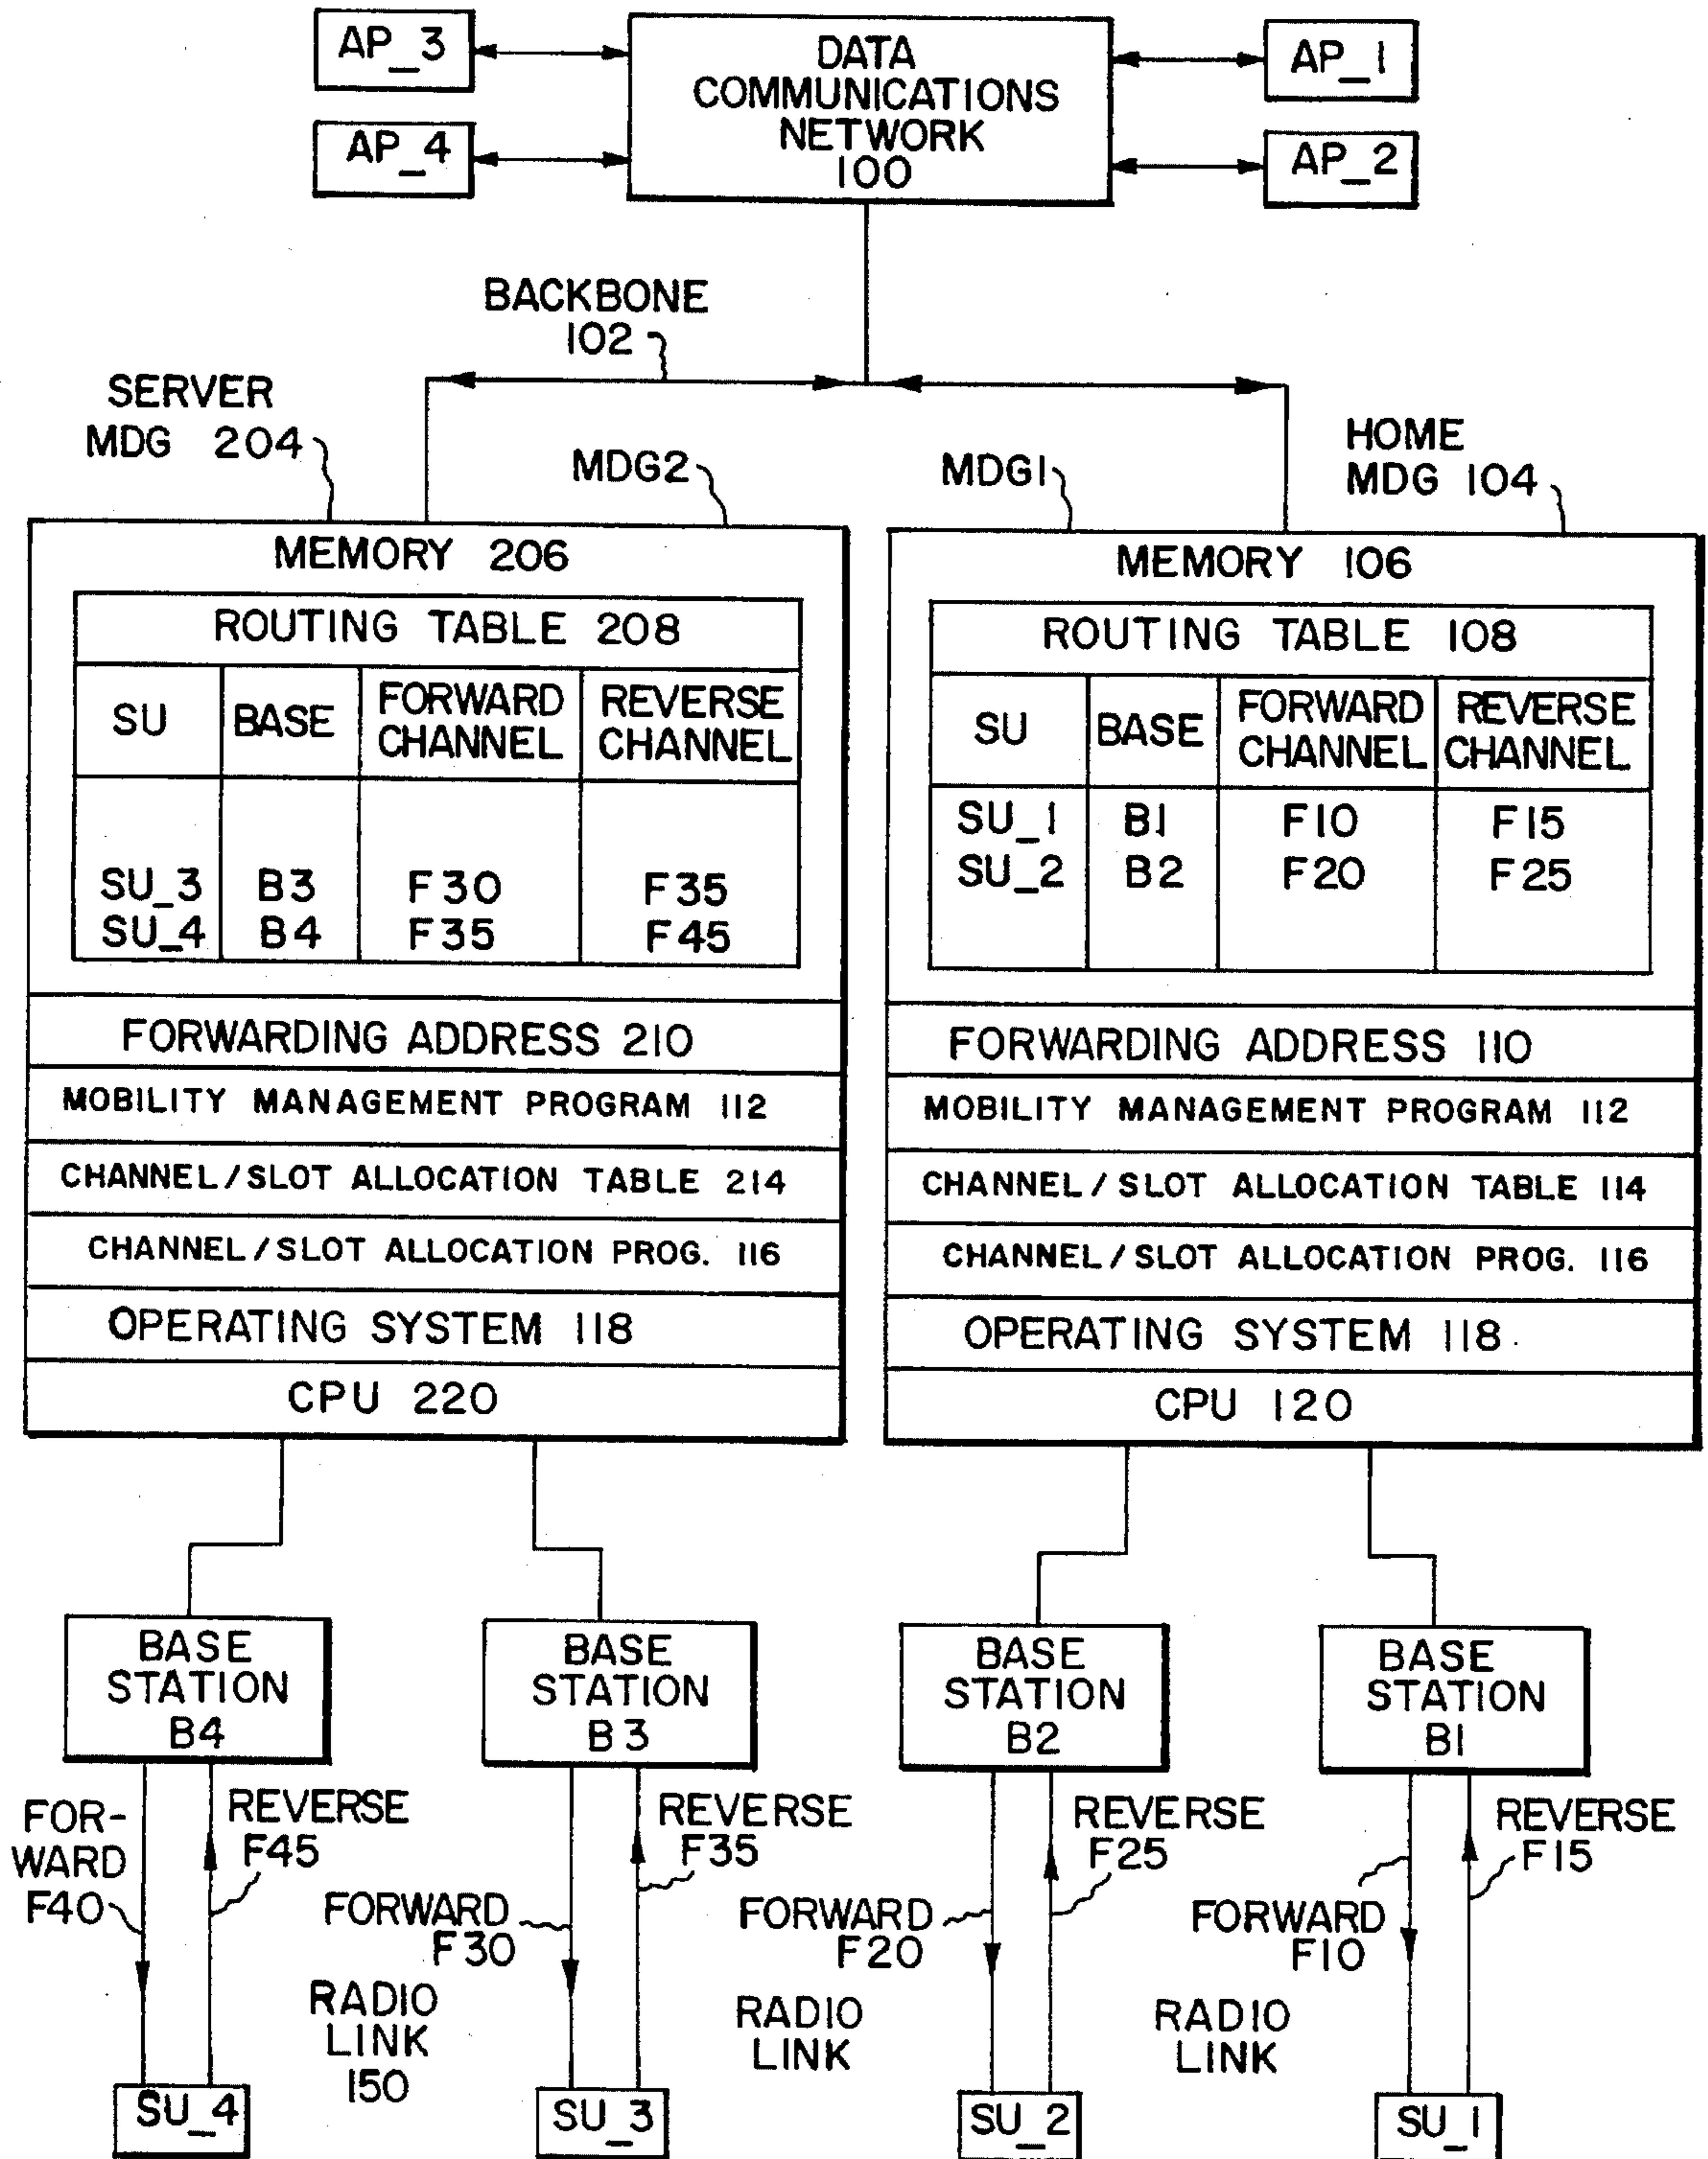 AP_3
AP_4
DATA
COMMUNICATIONS
NETWORK
100
AP_1
AP_2
BACKBONE
102
SERVER
MDG 204
MDG2
MDG1
HOME
MDG 104
MEMORY 206
ROUTING TABLE 208
SU BASE FORWARD CHANNEL REVERSE CHANNEL
SU_3 B3 F30 F35
SU_4 B4 F35 F45
FORWARDING ADDRESS 210
MOBILITY MANAGEMENT PROGRAM 112
CHANNEL/SLOT ALLOCATION TABLE 214
CHANNEL/SLOT ALLOCATION PROG. 116
OPERATING SYSTEM 118
CPU 220
MEMORY 106
ROUTING TABLE 108
SU BASE FORWARD CHANNEL REVERSE CHANNEL
SU_1 B1 F10 F15
SU_2 B2 F20 F25
FORWARDING ADDRESS 110
MOBILITY MANAGEMENT PROGRAM 112
CHANNEL/SLOT ALLOCATION TABLE 114
CHANNEL/SLOT ALLOCATION PROG. 116
OPERATING SYSTEM 118
CPU 120
BASE
STATION
B4
BASE
STATION
B3
BASE
STATION
B2
BASE
STATION
B1
FOR-
WARD
F40
REVERSE
F45
FORWARD
F30
REVERSE
F35
FORWARD
F20
REVERSE
F25
FORWARD
F10
REVERSE
F15
RADIO
LINK
150
RADIO
LINK
RADIO
LINK
SU_4
SU_3
SU_2
SU_1